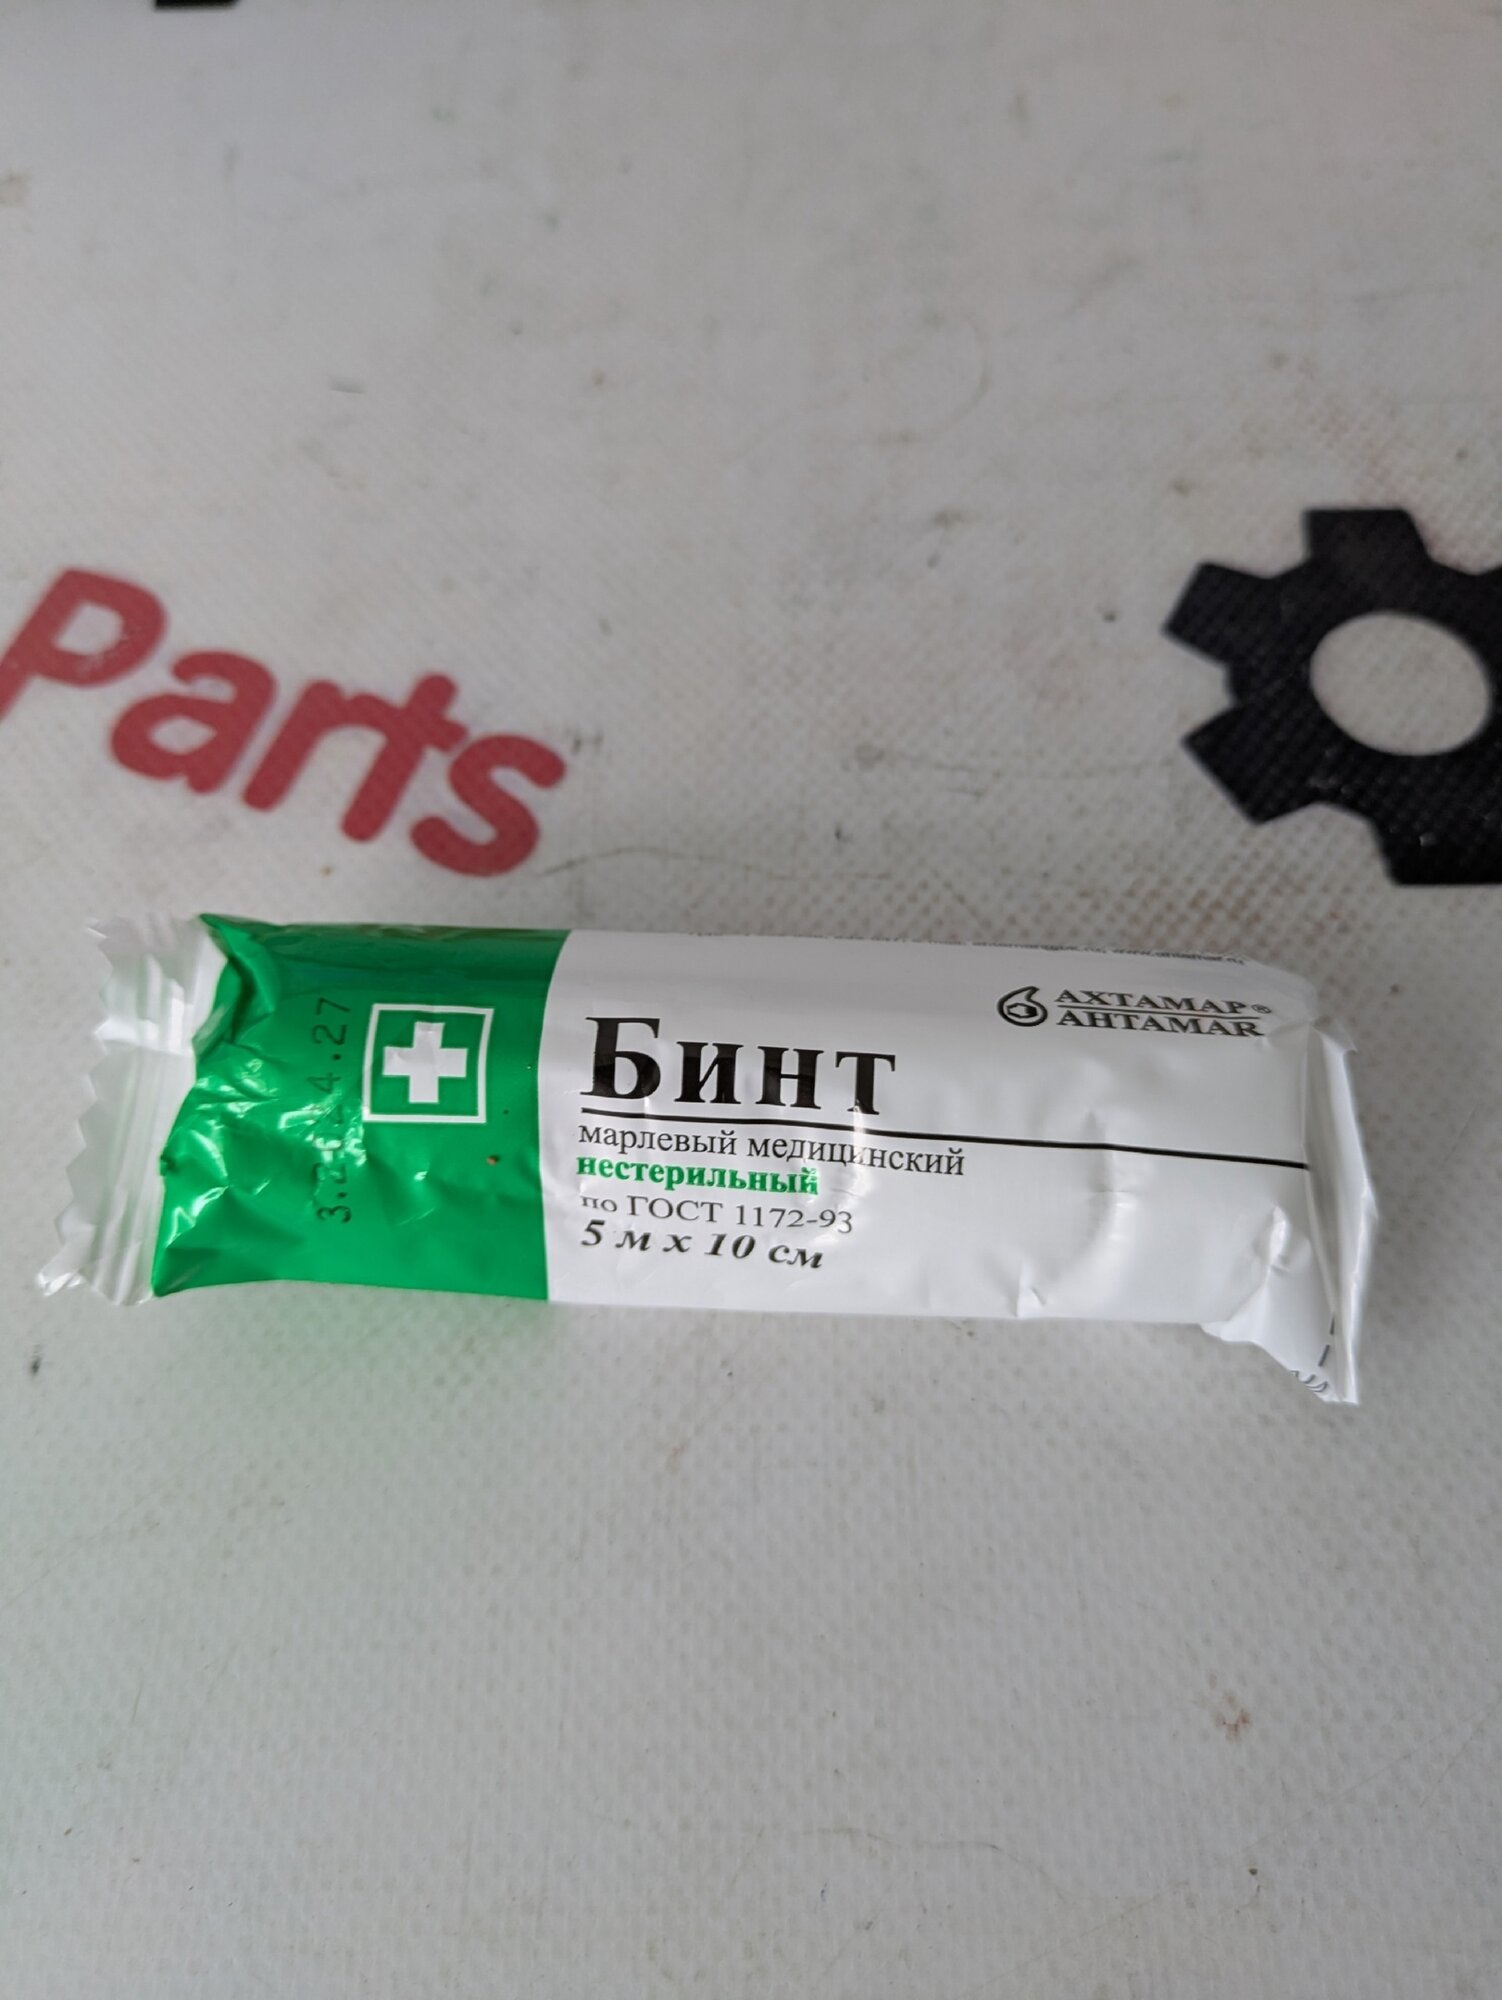 Parts
АХТАМАР®
AHTAMAR
Бинт
марлевый медицинский
нестерильный
по ГОСТ 1172-93
5 м х 10 см